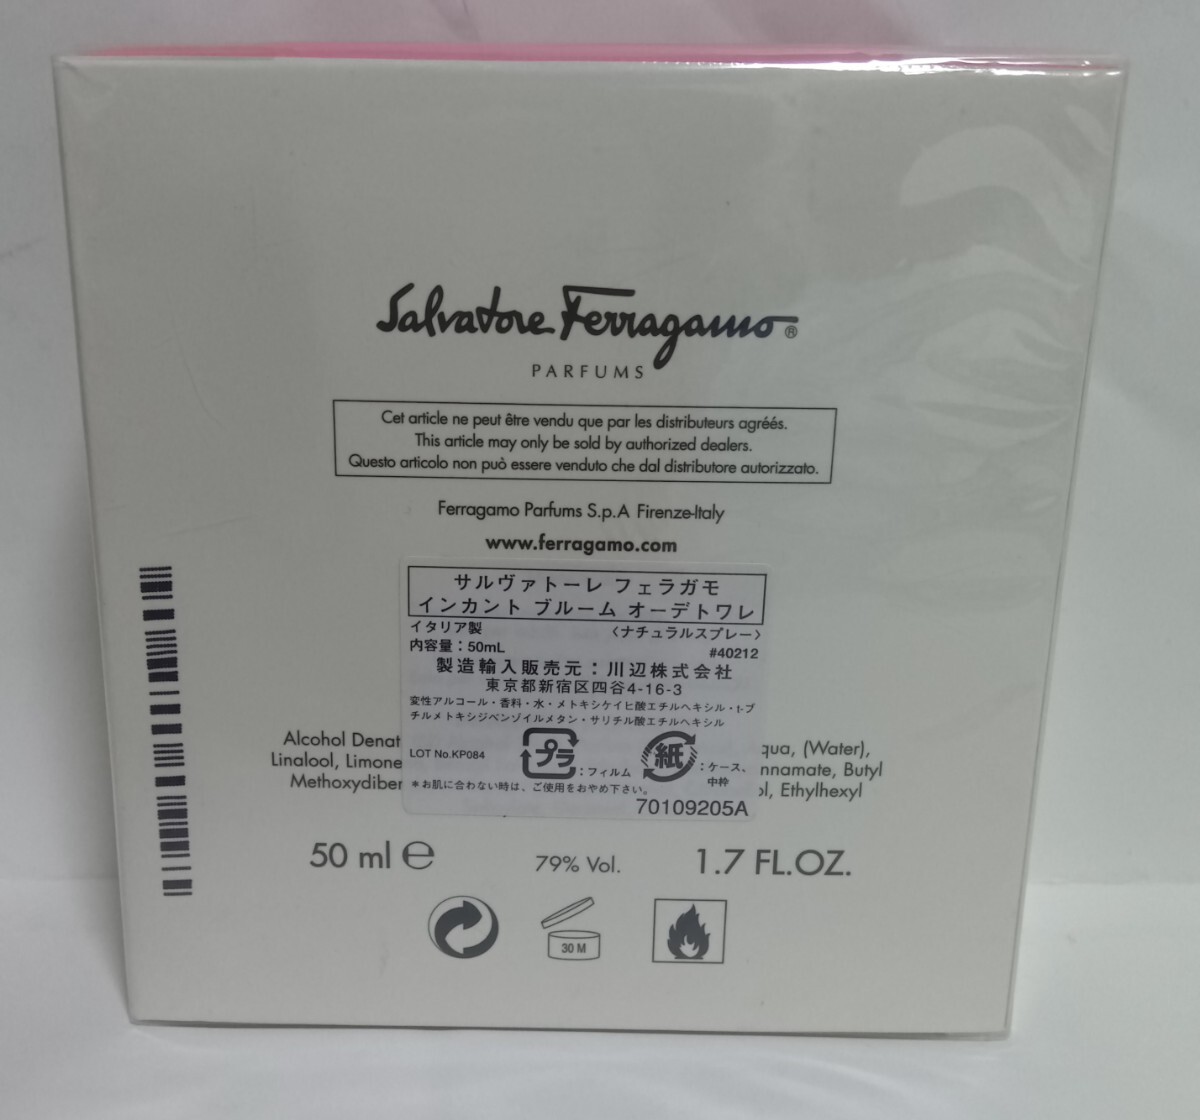 Salvatore Ferragamo®
PARFUMS
Cet article ne peut être vendu que par les distributeurs agréés.
This article may only be sold by authorized dealers.
Questo articolo non può essere venduto che dal distributore autorizzato.
Ferragamo Parfums S.p.A Firenze-Italy
www.ferragamo.com
サルヴァトーレ フェラガモ
インカント ブルーム オーデトワレ
イタリア製 〈ナチュラルスプレー〉
内容量：50mL #40212
製造輸入販売元：川辺株式会社
東京都新宿区四谷4-16-3
変性アルコール・香料・水・メトキシケイヒ酸エチルヘキシル・t-ブ
チルメトキシジベンゾイルメタン・サリチル酸エチルヘキシル
LOT No.KP084 プラ：フィルム 紙：ケース、
中枠
＊お肌に合わない時は、ご使用をおやめ下さい。
70109205A
Alcohol Denat (Water),
Linalool, Butyl
Ethylhexyl
50 ml ℮ 79% Vol. 1.7 FL.OZ.
30 M